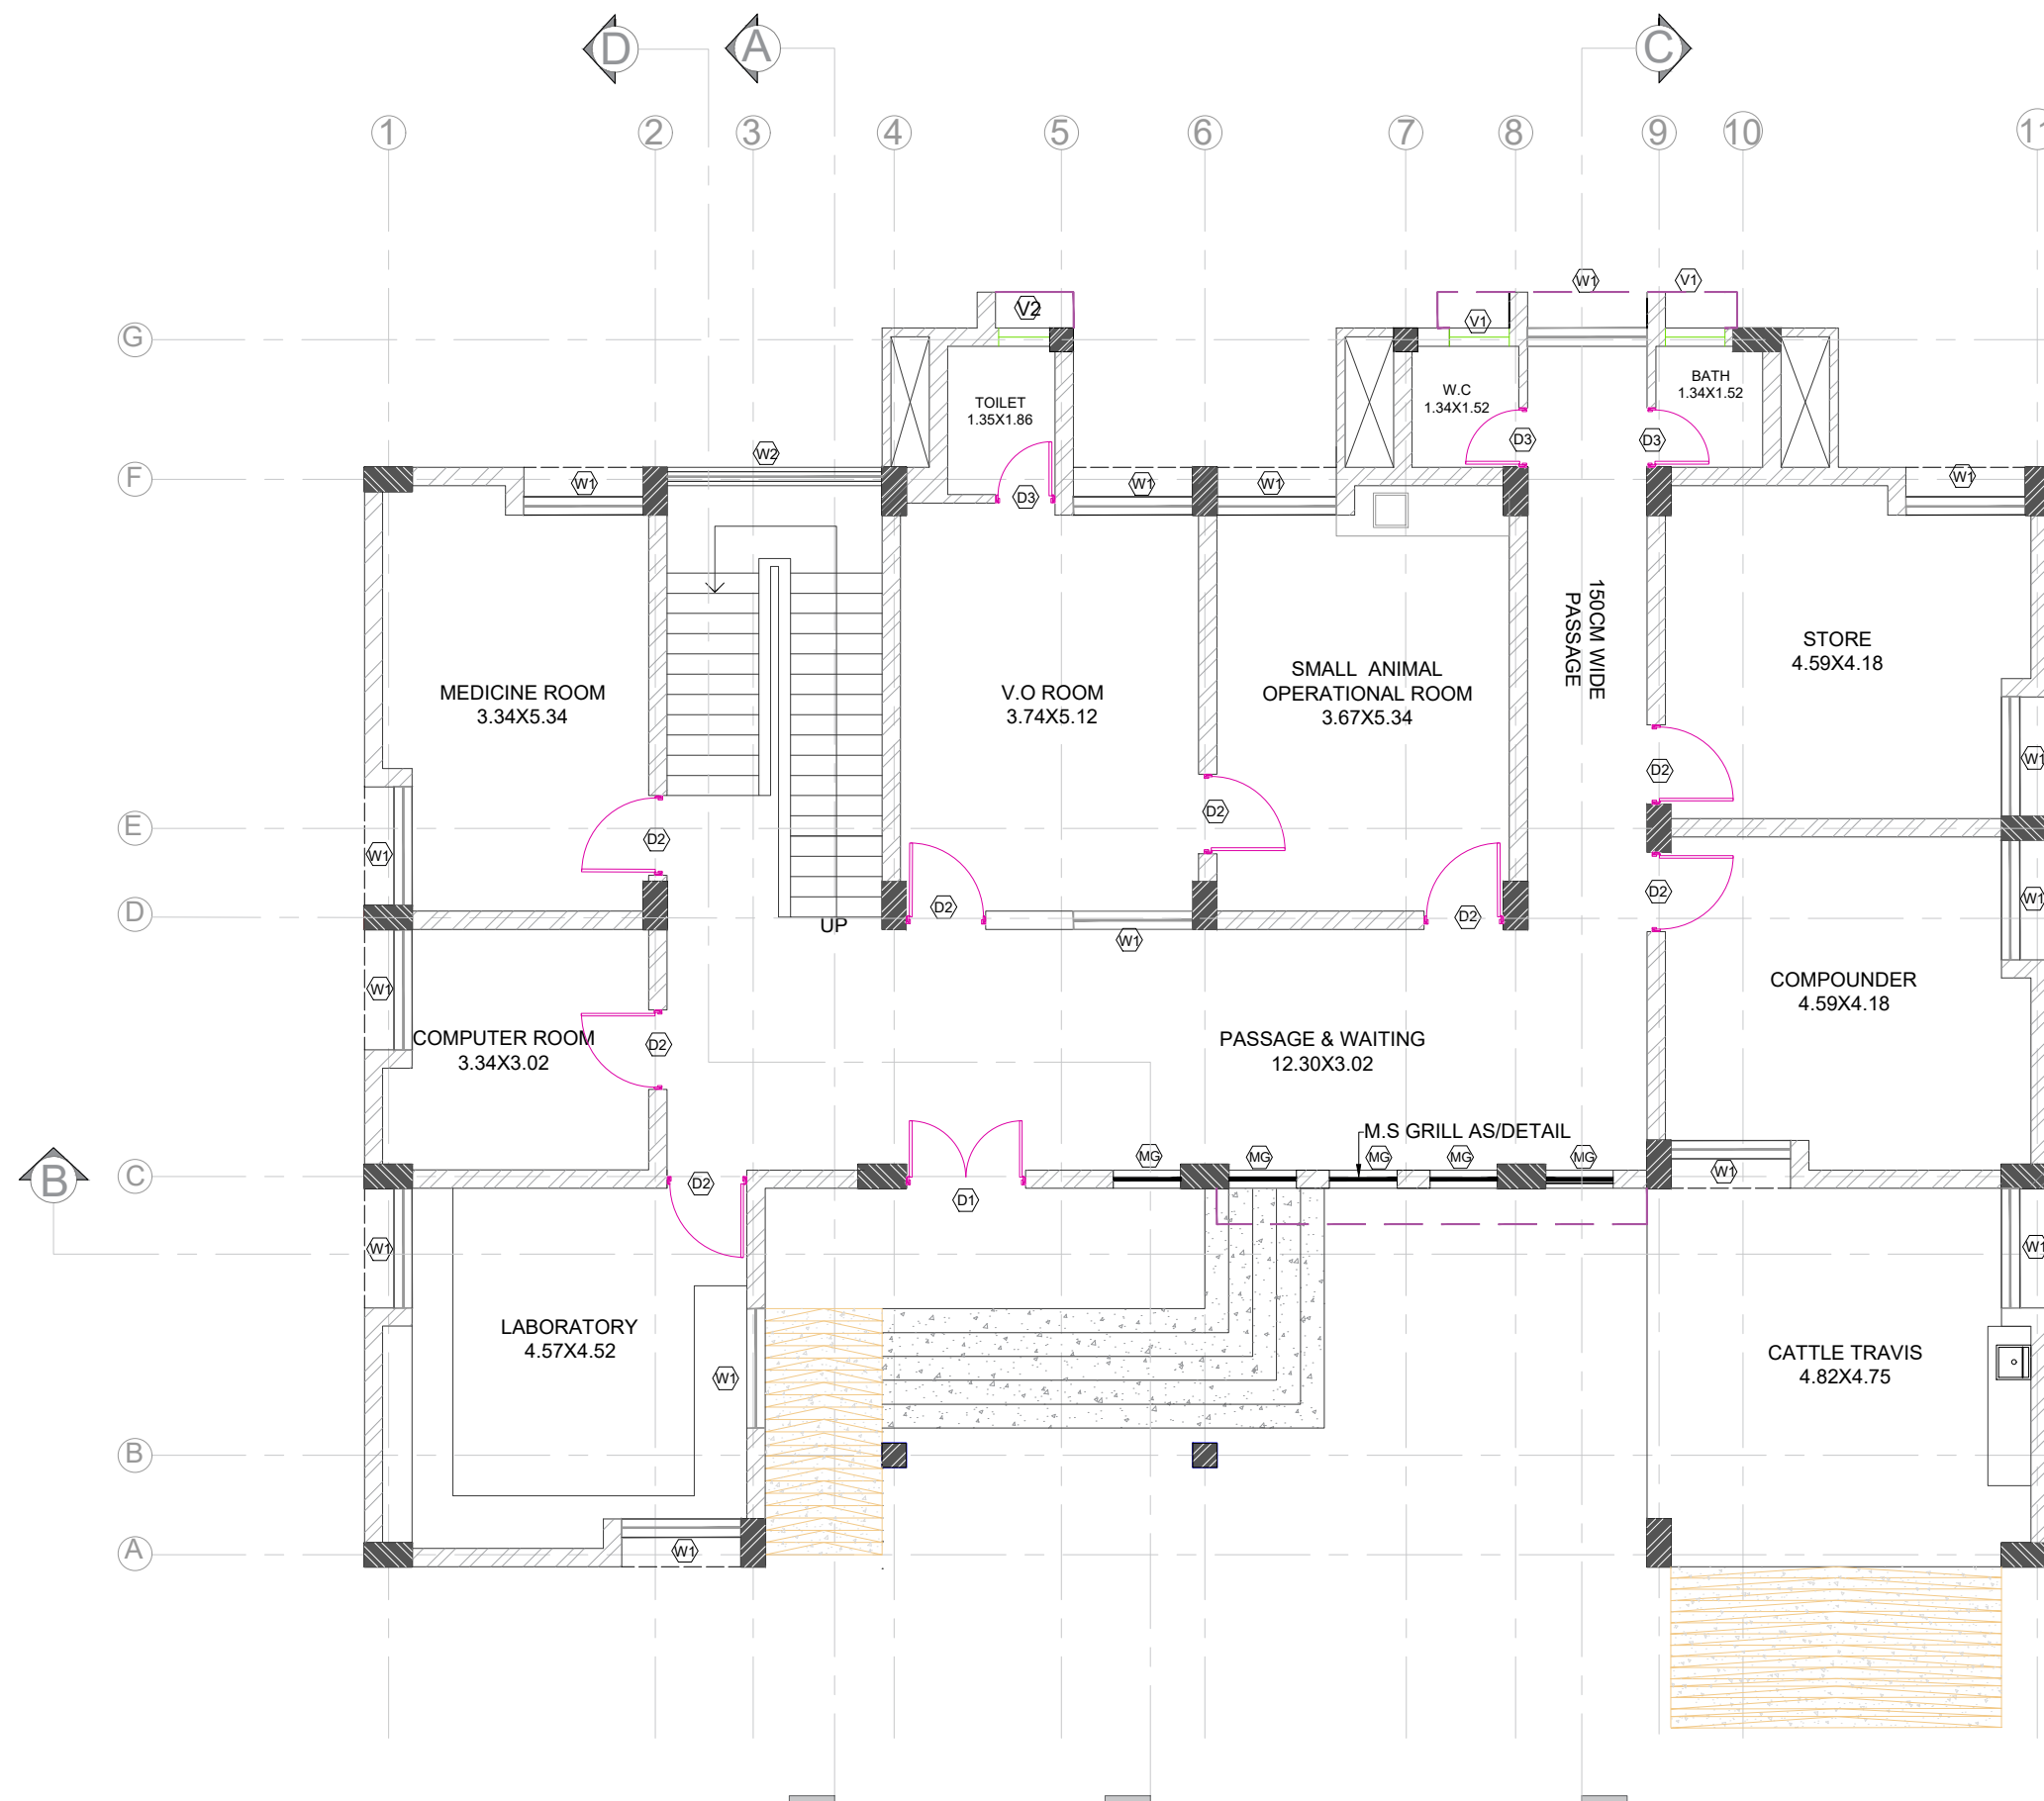 D A C
1 2 3 4 5 6 7 8 9 10 11
W1 V1
V2
V1
G
TOILET
1.35X1.86
W.C
1.34X1.52
BATH
1.34X1.52
D3 D3
W2
F
W1 W1 W1 W1
D3
150CM WIDE
PASSAGE
MEDICINE ROOM
3.34X5.34
V.O ROOM
3.74X5.12
SMALL ANIMAL
OPERATIONAL ROOM
3.67X5.34
STORE
4.59X4.18
W1
D2
D2
E
D2
W1
D2
W1
D
D2
D2
UP
W1
W1
COMPOUNDER
4.59X4.18
COMPUTER ROOM
3.34X3.02
D2
PASSAGE & WAITING
12.30X3.02
M.S GRILL AS/DETAIL
MG MG MG MG MG
B
C
D2
D1
W1
W1
W1
LABORATORY
4.57X4.52
W1
CATTLE TRAVIS
4.82X4.75
B
A
W1